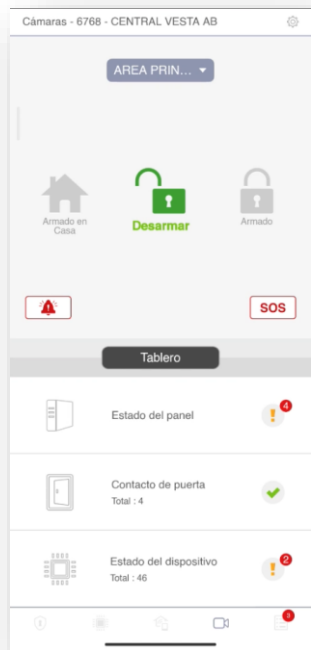 Cámaras - 6768 - CENTRAL VESTA AB
AREA PRIN...
Armado en
Casa
Desarmar
Armado
SOS
Tablero
Estado del panel
4
Contacto de puerta
Total : 4
Estado del dispositivo
Total : 46
2